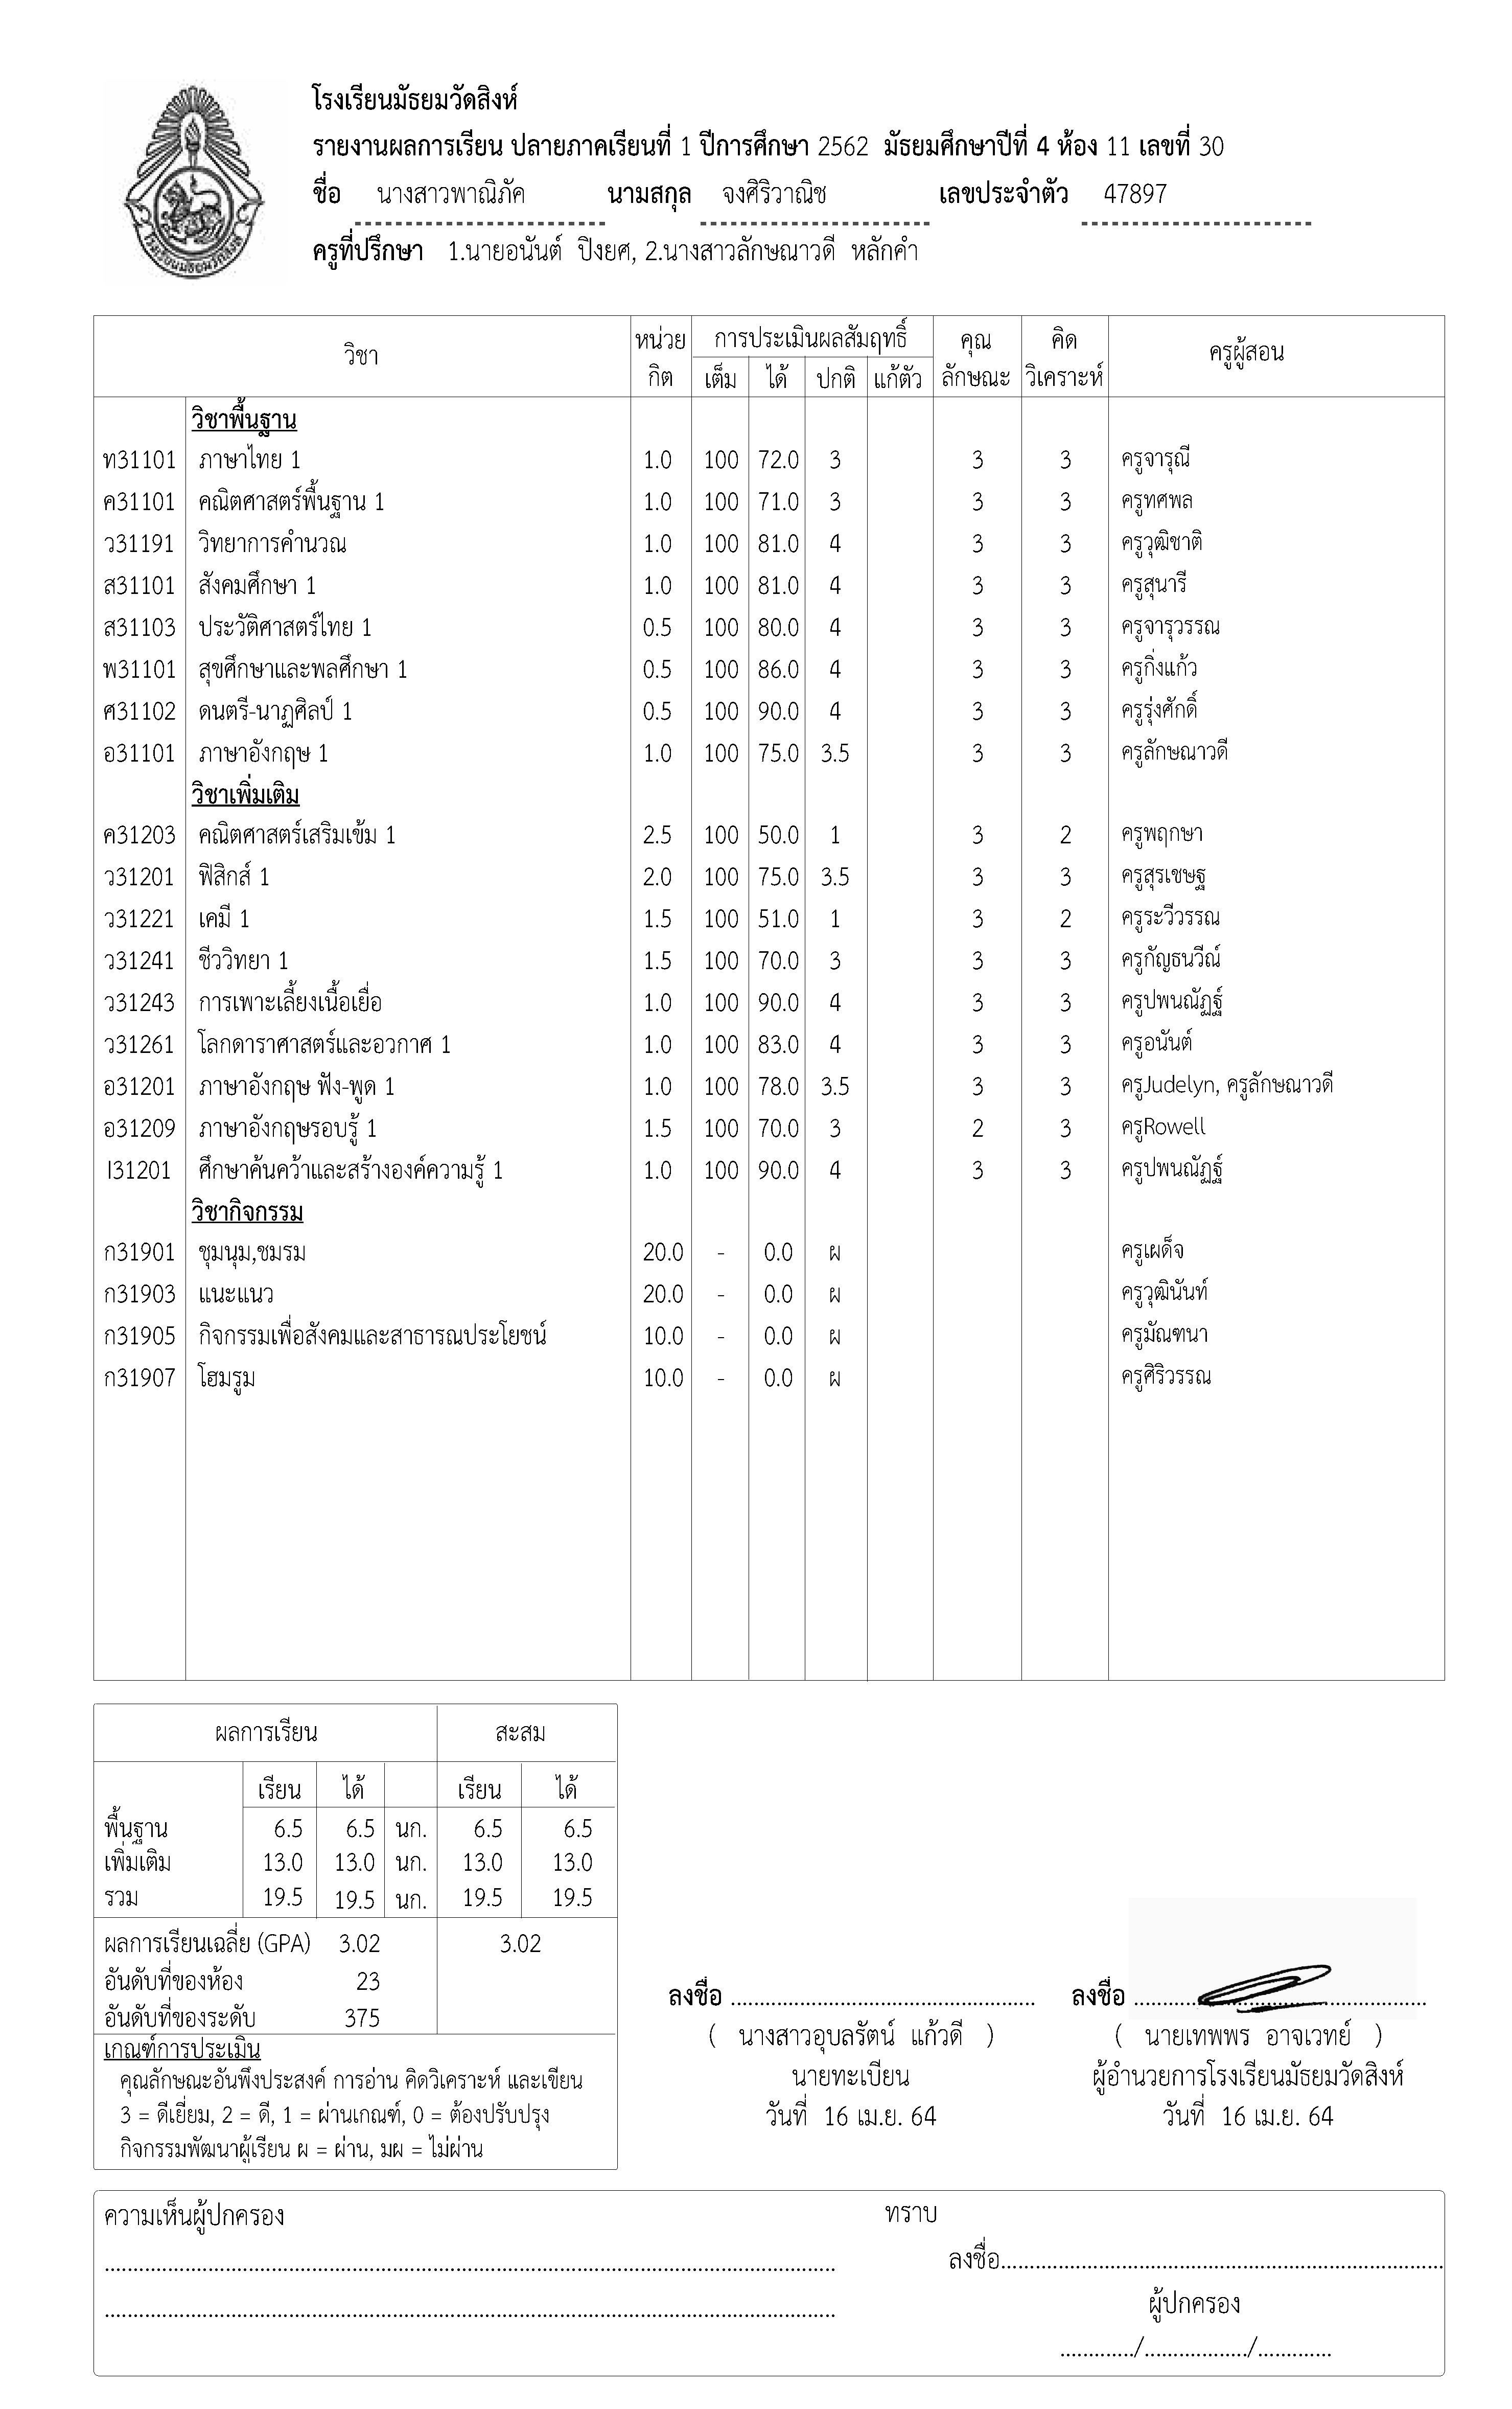 โรงเรียนมัธยมวัดสิงห์
รายงานผลการเรียน ปลายภาคเรียนที่ 1 ปีการศึกษา 2562 มัธยมศึกษาปีที่ 4 ห้อง 11 เลขที่ 30
ชื่อ นางสาวพาณิภัค นามสกุล จงศิริวาณิช เลขประจำตัว 47897
ครูที่ปรึกษา 1.นายอนันต์ ปิงยศ, 2.นางสาวลักษณาวดี หลักคำ
โรงเรียนมัธยมวัดสิงห์
วิชา หน่วยกิต การประเมินผลสัมฤทธิ์ คุณลักษณะ คิดวิเคราะห์ ครูผู้สอน
เต็ม ได้ ปกติ แก้ตัว
วิชาพื้นฐาน
ท31101 ภาษาไทย 1 1.0 100 72.0 3 3 3 ครูจารุณี
ค31101 คณิตศาสตร์พื้นฐาน 1 1.0 100 71.0 3 3 3 ครูทศพล
ว31191 วิทยาการคำนวณ 1.0 100 81.0 4 3 3 ครูวุฒิชาติ
ส31101 สังคมศึกษา 1 1.0 100 81.0 4 3 3 ครูสุนารี
ส31103 ประวัติศาสตร์ไทย 1 0.5 100 80.0 4 3 3 ครูจารุวรรณ
พ31101 สุขศึกษาและพลศึกษา 1 0.5 100 86.0 4 3 3 ครูกิ่งแก้ว
ศ31102 ดนตรี-นาฏศิลป์ 1 0.5 100 90.0 4 3 3 ครูรุ่งศักดิ์
อ31101 ภาษาอังกฤษ 1 1.0 100 75.0 3.5 3 3 ครูลักษณาวดี
วิชาเพิ่มเติม
ค31203 คณิตศาสตร์เสริมเข้ม 1 2.5 100 50.0 1 3 2 ครูพฤกษา
ว31201 ฟิสิกส์ 1 2.0 100 75.0 3.5 3 3 ครูสุรเชษฐ
ว31221 เคมี 1 1.5 100 51.0 1 3 2 ครูระวีวรรณ
ว31241 ชีววิทยา 1 1.5 100 70.0 3 3 3 ครูกัญธนวีณ์
ว31243 การเพาะเลี้ยงเนื้อเยื่อ 1.0 100 90.0 4 3 3 ครูปพนณัฏฐ์
ว31261 โลกดาราศาสตร์และอวกาศ 1 1.0 100 83.0 4 3 3 ครูอนันต์
อ31201 ภาษาอังกฤษ ฟัง-พูด 1 1.0 100 78.0 3.5 3 3 ครูJudelyn, ครูลักษณาวดี
อ31209 ภาษาอังกฤษรอบรู้ 1 1.5 100 70.0 3 2 3 ครูRowell
I31201 ศึกษาค้นคว้าและสร้างองค์ความรู้ 1 1.0 100 90.0 4 3 3 ครูปพนณัฏฐ์
วิชากิจกรรม
ก31901 ชุมนุม,ชมรม 20.0 - 0.0 ผ ครูเผด็จ
ก31903 แนะแนว 20.0 - 0.0 ผ ครูวุฒินันท์
ก31905 กิจกรรมเพื่อสังคมและสาธารณประโยชน์ 10.0 - 0.0 ผ ครูมัณฑนา
ก31907 โฮมรูม 10.0 - 0.0 ผ ครูศิริวรรณ
ผลการเรียน สะสม
เรียน ได้ เรียน ได้
พื้นฐาน 6.5 6.5 นก. 6.5 6.5
เพิ่มเติม 13.0 13.0 นก. 13.0 13.0
รวม 19.5 19.5 นก. 19.5 19.5
ผลการเรียนเฉลี่ย (GPA) 3.02 3.02
อันดับที่ของห้อง 23
อันดับที่ของระดับ 375
เกณฑ์การประเมิน
คุณลักษณะอันพึงประสงค์ การอ่าน คิดวิเคราะห์ และเขียน
3 = ดีเยี่ยม, 2 = ดี, 1 = ผ่านเกณฑ์, 0 = ต้องปรับปรุง
กิจกรรมพัฒนาผู้เรียน ผ = ผ่าน, มผ = ไม่ผ่าน
ลงชื่อ ลงชื่อ
( นางสาวอุบลรัตน์ แก้วดี ) ( นายเทพพร อาจเวทย์ )
นายทะเบียน ผู้อำนวยการโรงเรียนมัธยมวัดสิงห์
วันที่ 16 เม.ย. 64 วันที่ 16 เม.ย. 64
ความเห็นผู้ปกครอง ทราบ
ลงชื่อ
ผู้ปกครอง
............./................../.............